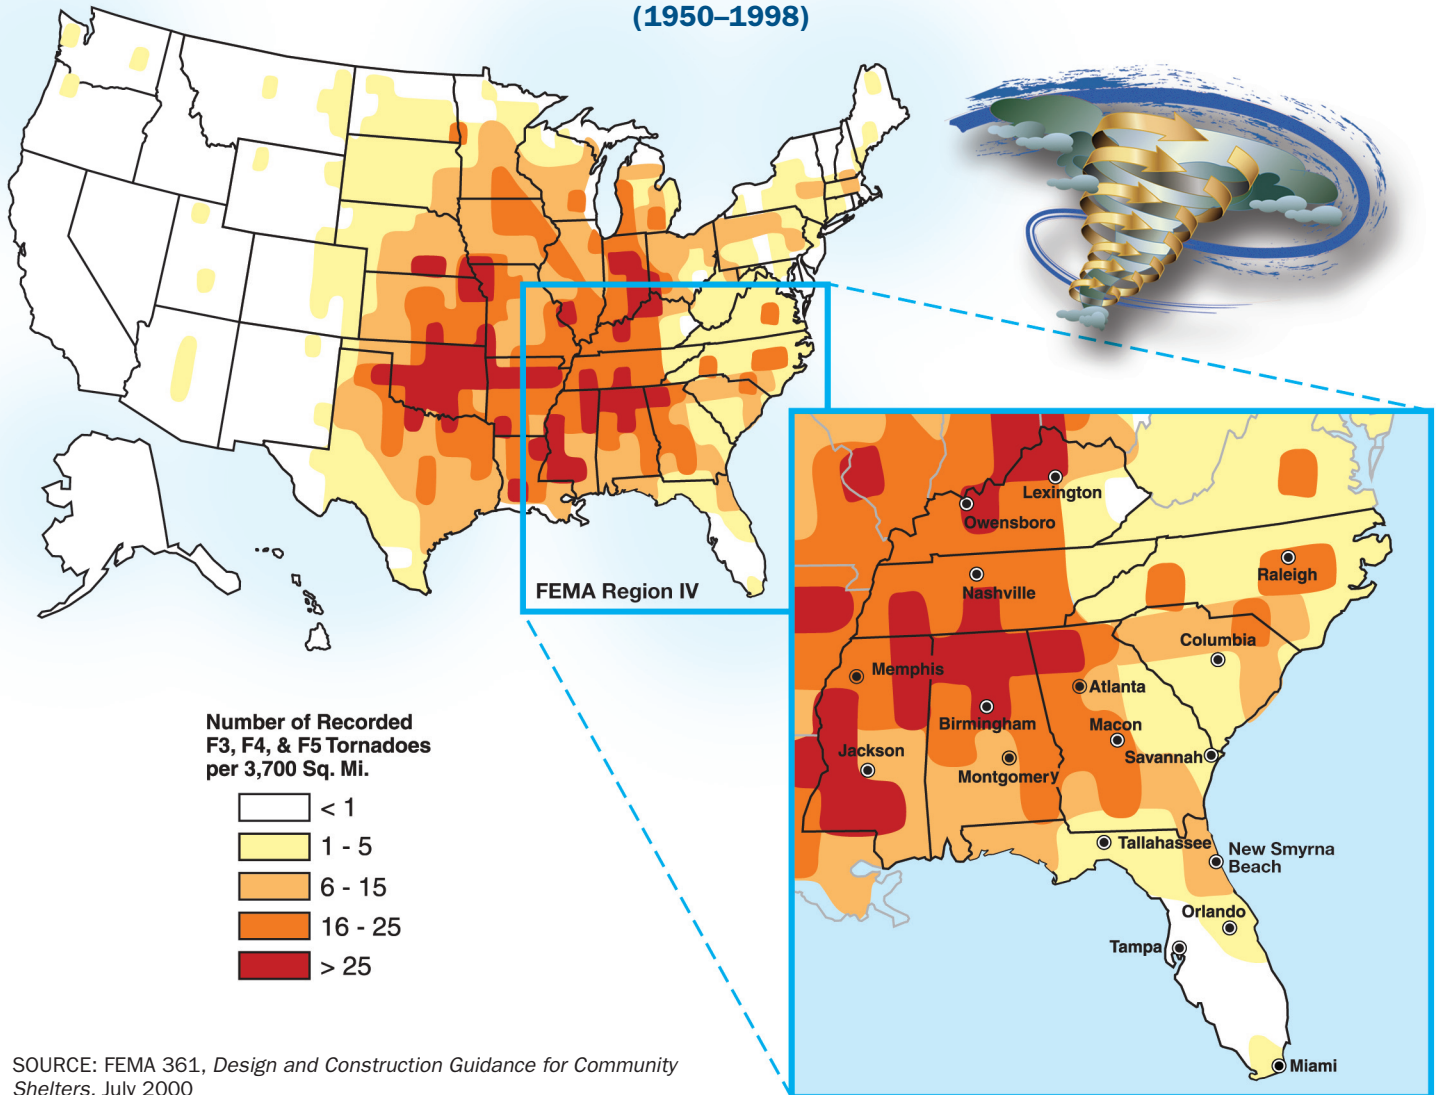 (1950–1998)
FEMA Region IV
Lexington
Owensboro
Nashville
Raleigh
Columbia
Memphis
Atlanta
Birmingham
Macon
Jackson
Savannah
Montgomery
Tallahassee
New Smyrna
Beach
Orlando
Tampa
Miami
Number of Recorded
F3, F4, & F5 Tornadoes
per 3,700 Sq. Mi.
< 1
1 - 5
6 - 15
16 - 25
> 25
SOURCE: FEMA 361, Design and Construction Guidance for Community
Shelters, July 2000